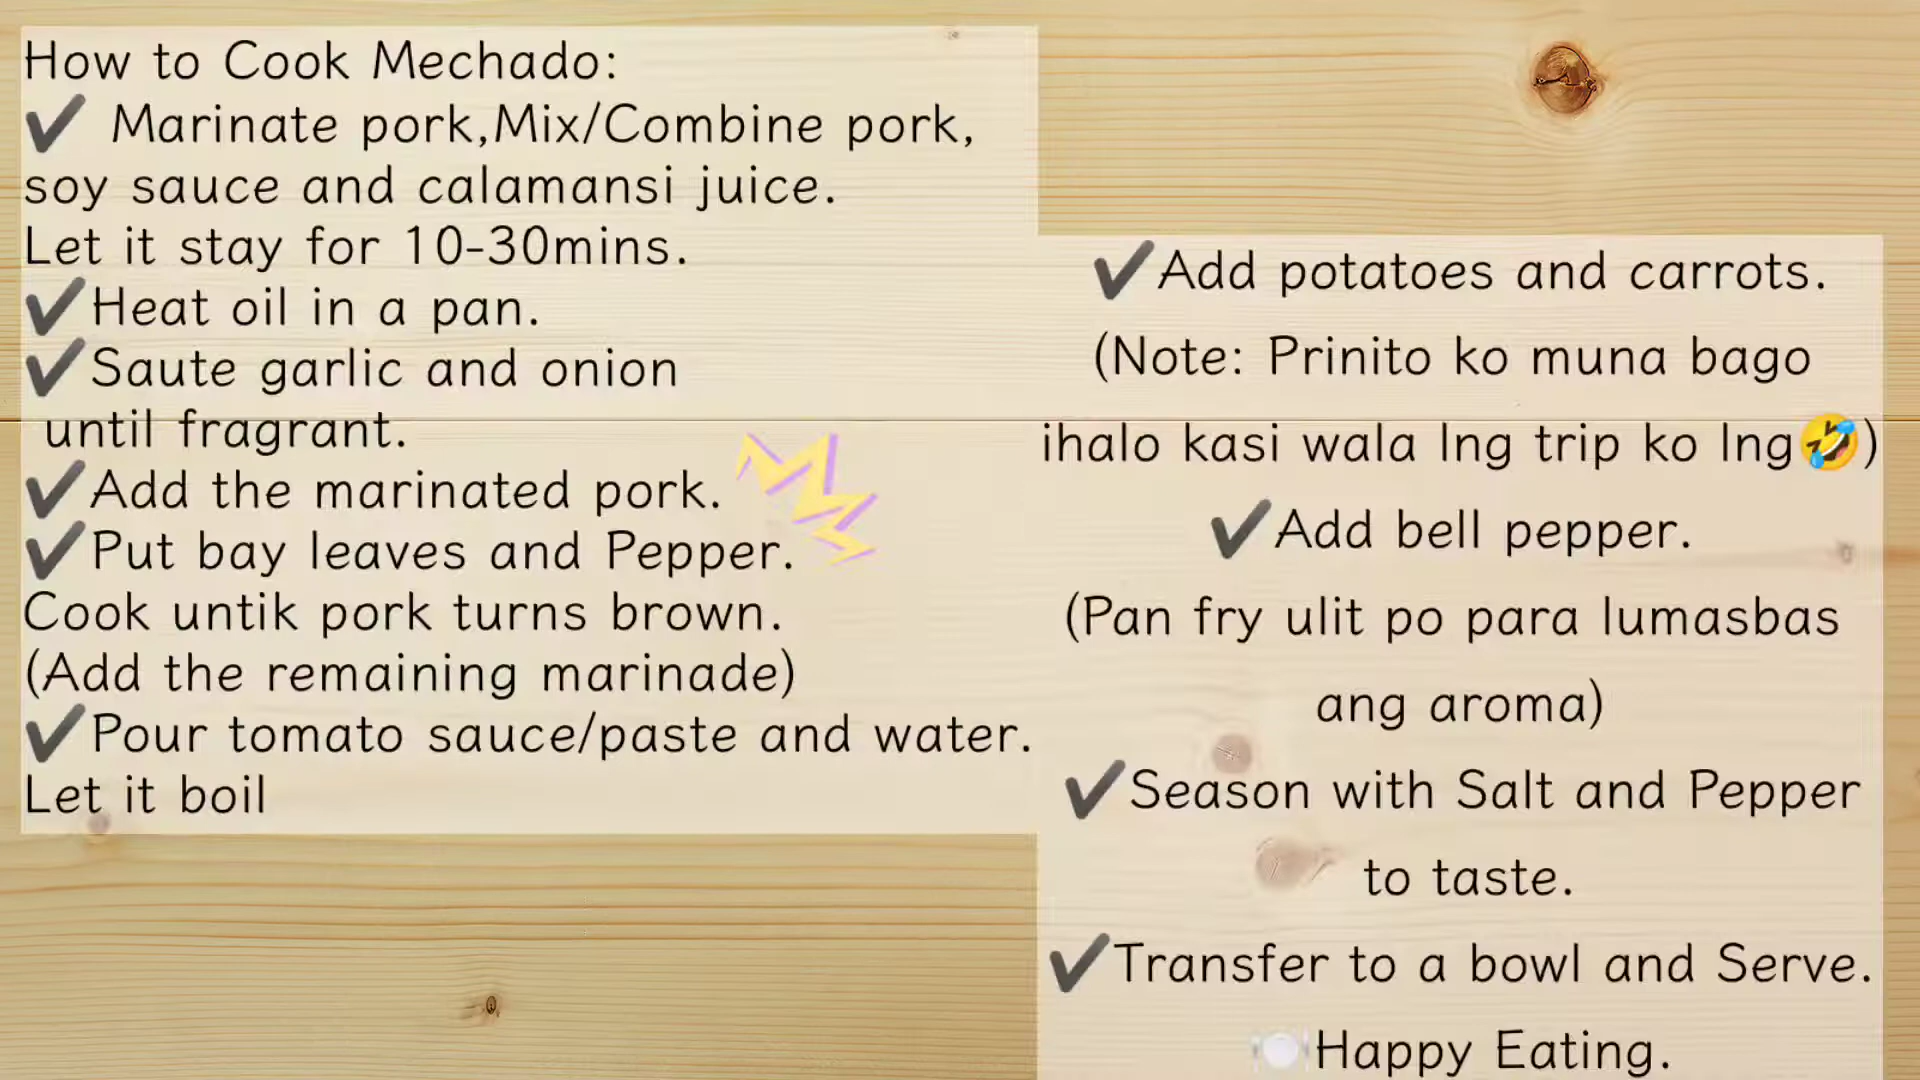 How to Cook Mechado:
✔ Marinate pork,Mix/Combine pork,
soy sauce and calamansi juice.
Let it stay for 10-30mins.
✔Heat oil in a pan.
✔Saute garlic and onion
until fragrant.
✔Add the marinated pork.
✔Put bay leaves and Pepper.
Cook untik pork turns brown.
(Add the remaining marinade)
✔Pour tomato sauce/paste and water.
Let it boil
✔Add potatoes and carrots.
(Note: Prinito ko muna bago
ihalo kasi wala lng trip ko lng🤣)
✔Add bell pepper.
(Pan fry ulit po para lumasbas
ang aroma)
✔Season with Salt and Pepper
to taste.
✔Transfer to a bowl and Serve.
🍽️Happy Eating.